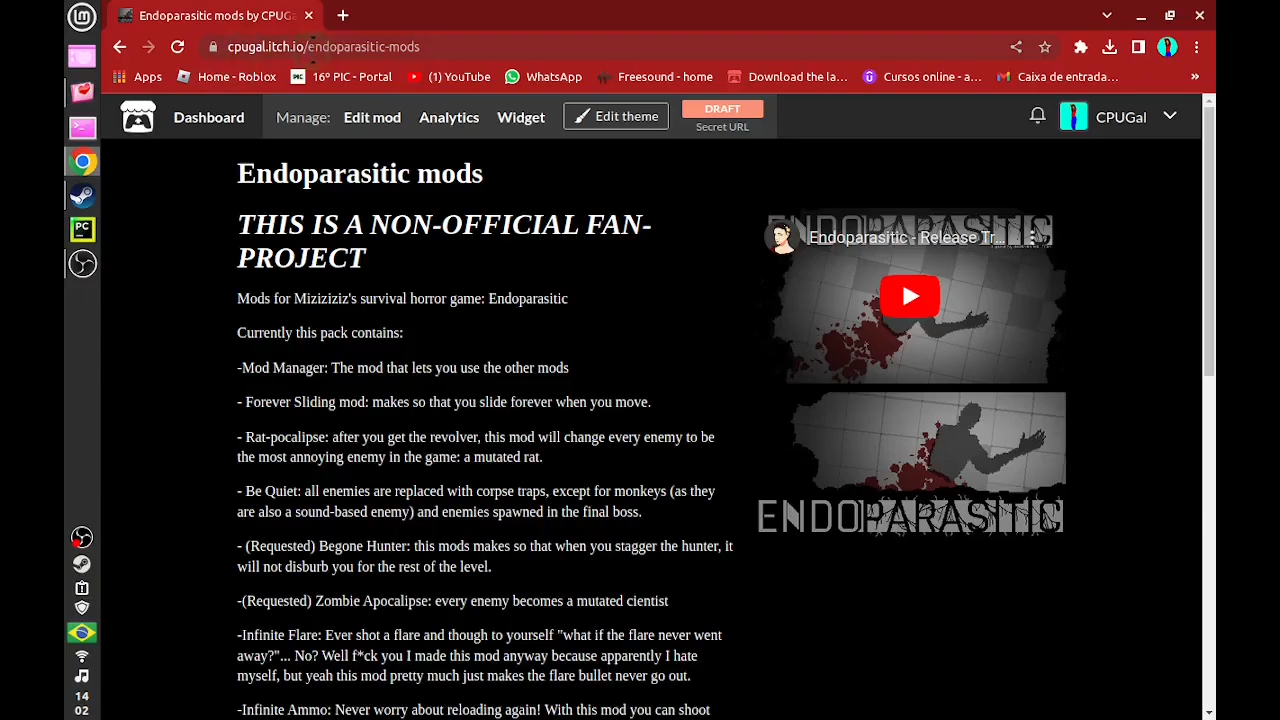 Endoparasitic mods by CPUGa
cpugal.itch.io/endoparasitic-mods
Apps
Home - Roblox
PIC
16º PIC - Portal
(1) YouTube
WhatsApp
Freesound - home
Download the la...
Cursos online - a...
Caixa de entrada...
»
Dashboard
Manage:
Edit mod
Analytics
Widget
Edit theme
DRAFT
Secret URL
CPUGal
Endoparasitic mods
THIS IS A NON-OFFICIAL FAN-
PROJECT
Mods for Miziziziz's survival horror game: Endoparasitic
Currently this pack contains:
-Mod Manager: The mod that lets you use the other mods
- Forever Sliding mod: makes so that you slide forever when you move.
- Rat-pocalipse: after you get the revolver, this mod will change every enemy to be
the most annoying enemy in the game: a mutated rat.
- Be Quiet: all enemies are replaced with corpse traps, except for monkeys (as they
are also a sound-based enemy) and enemies spawned in the final boss.
- (Requested) Begone Hunter: this mods makes so that when you stagger the hunter, it
will not disburb you for the rest of the level.
-(Requested) Zombie Apocalipse: every enemy becomes a mutated cientist
-Infinite Flare: Ever shot a flare and though to yourself "what if the flare never went
away?"... No? Well f*ck you I made this mod anyway because apparently I hate
myself, but yeah this mod pretty much just makes the flare bullet never go out.
-Infinite Ammo: Never worry about reloading again! With this mod you can shoot
ENDOPARASITIC
Endoparasitic - Release Tr...
ENDOPARASITIC
PC
14
02